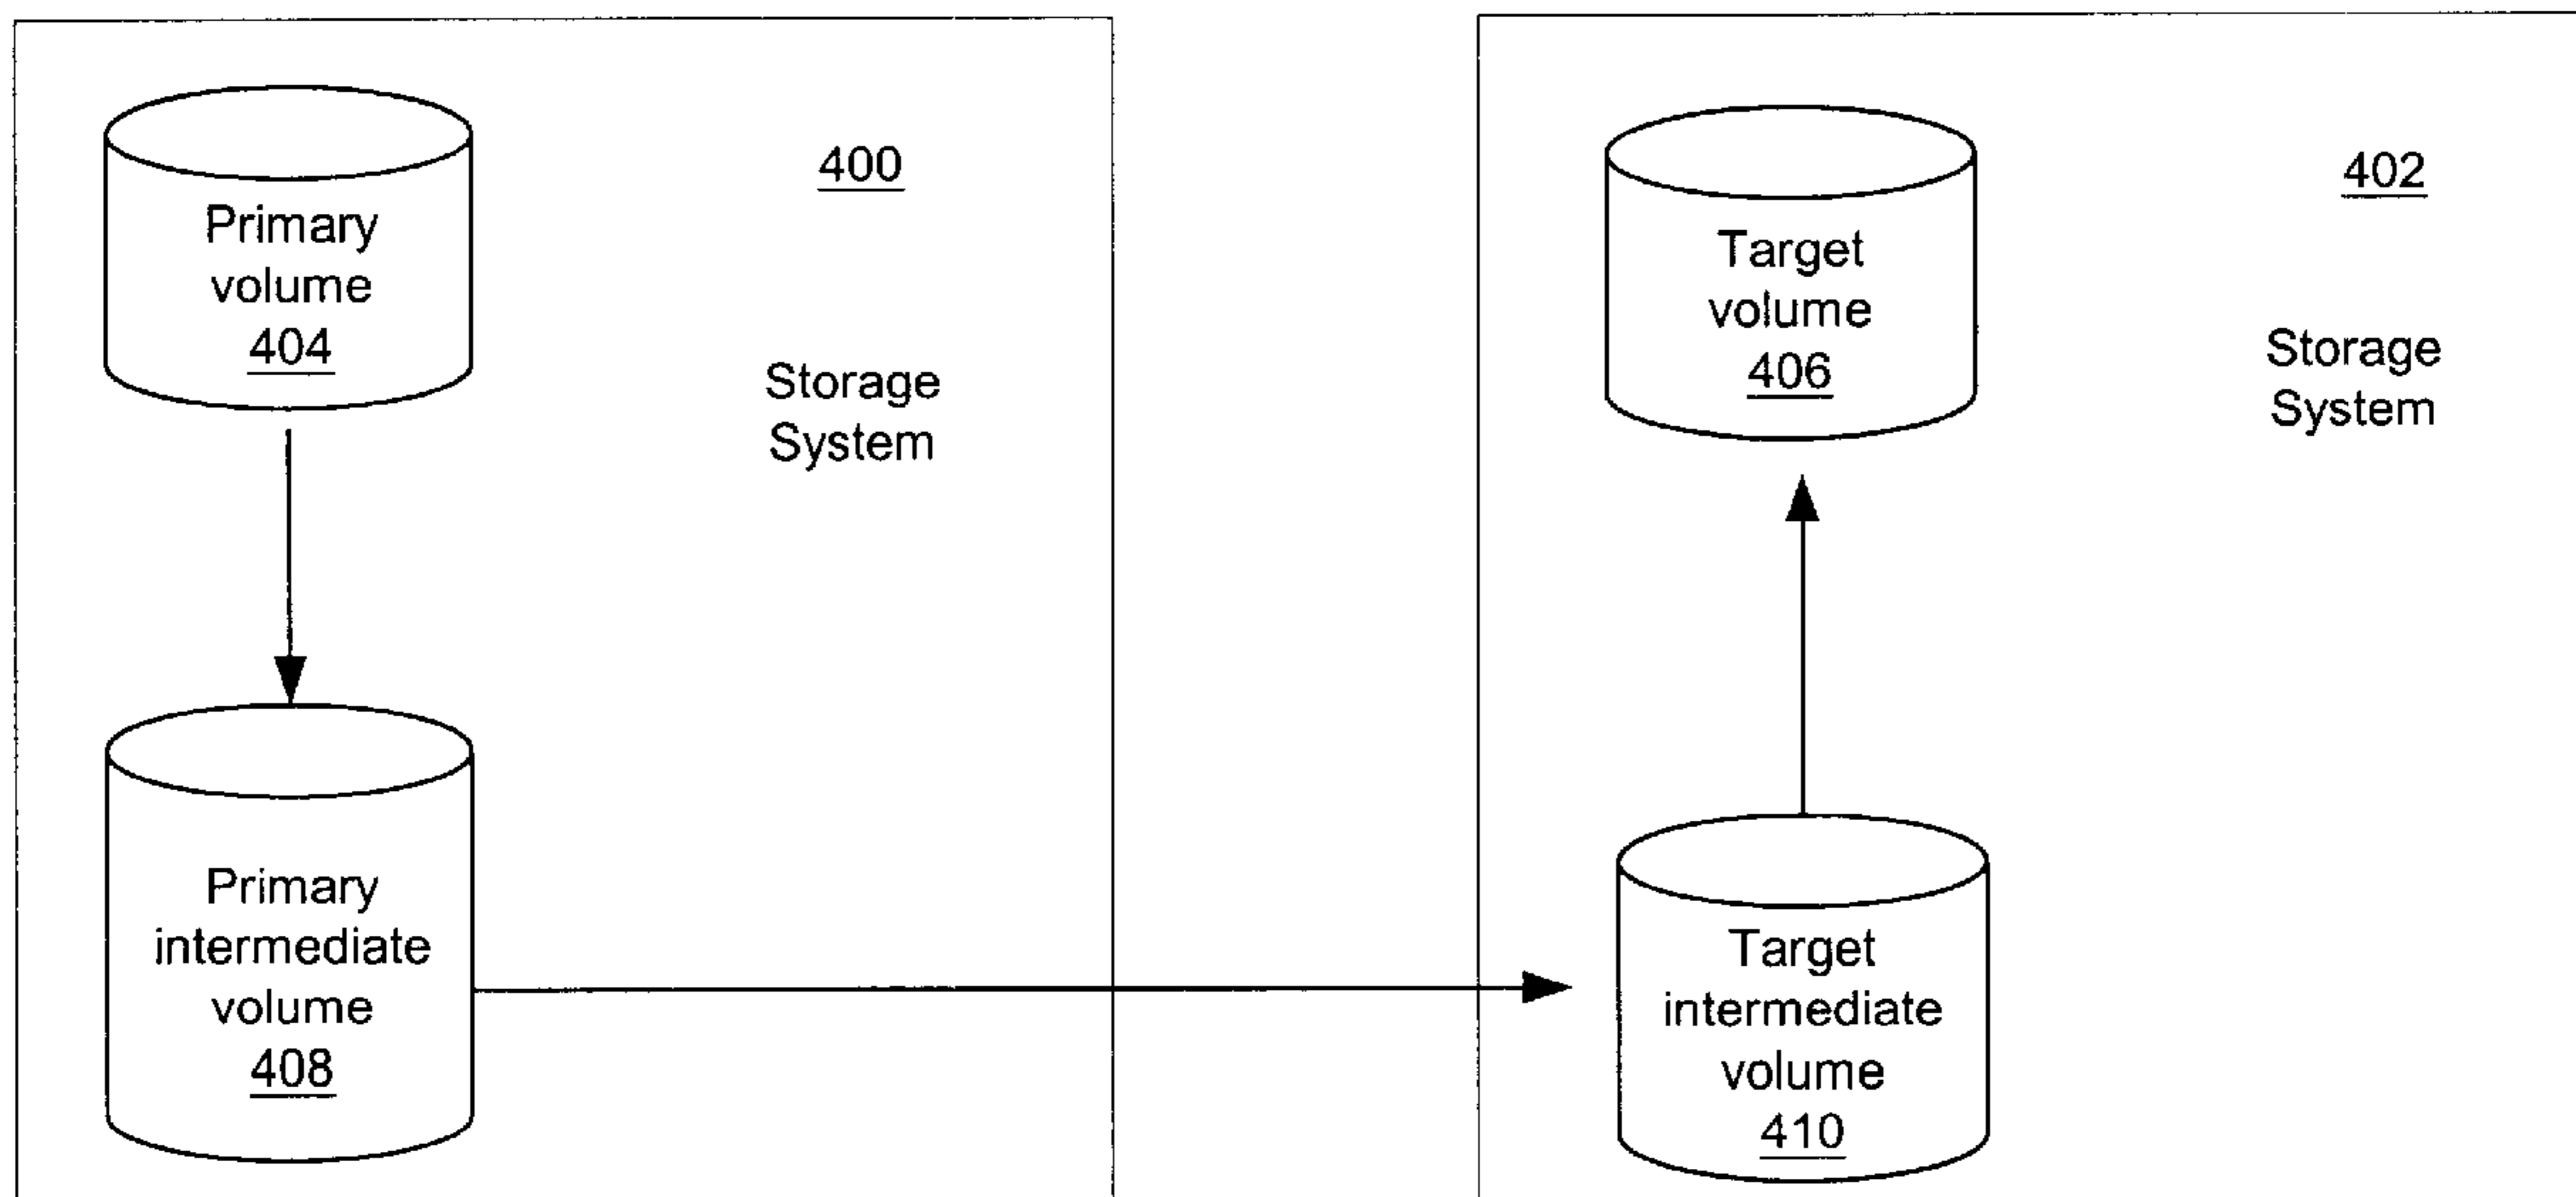 Primary
volume
404
400
Storage
System
Primary
intermediate
volume
408
Target
volume
406
402
Storage
System
Target
intermediate
volume
410